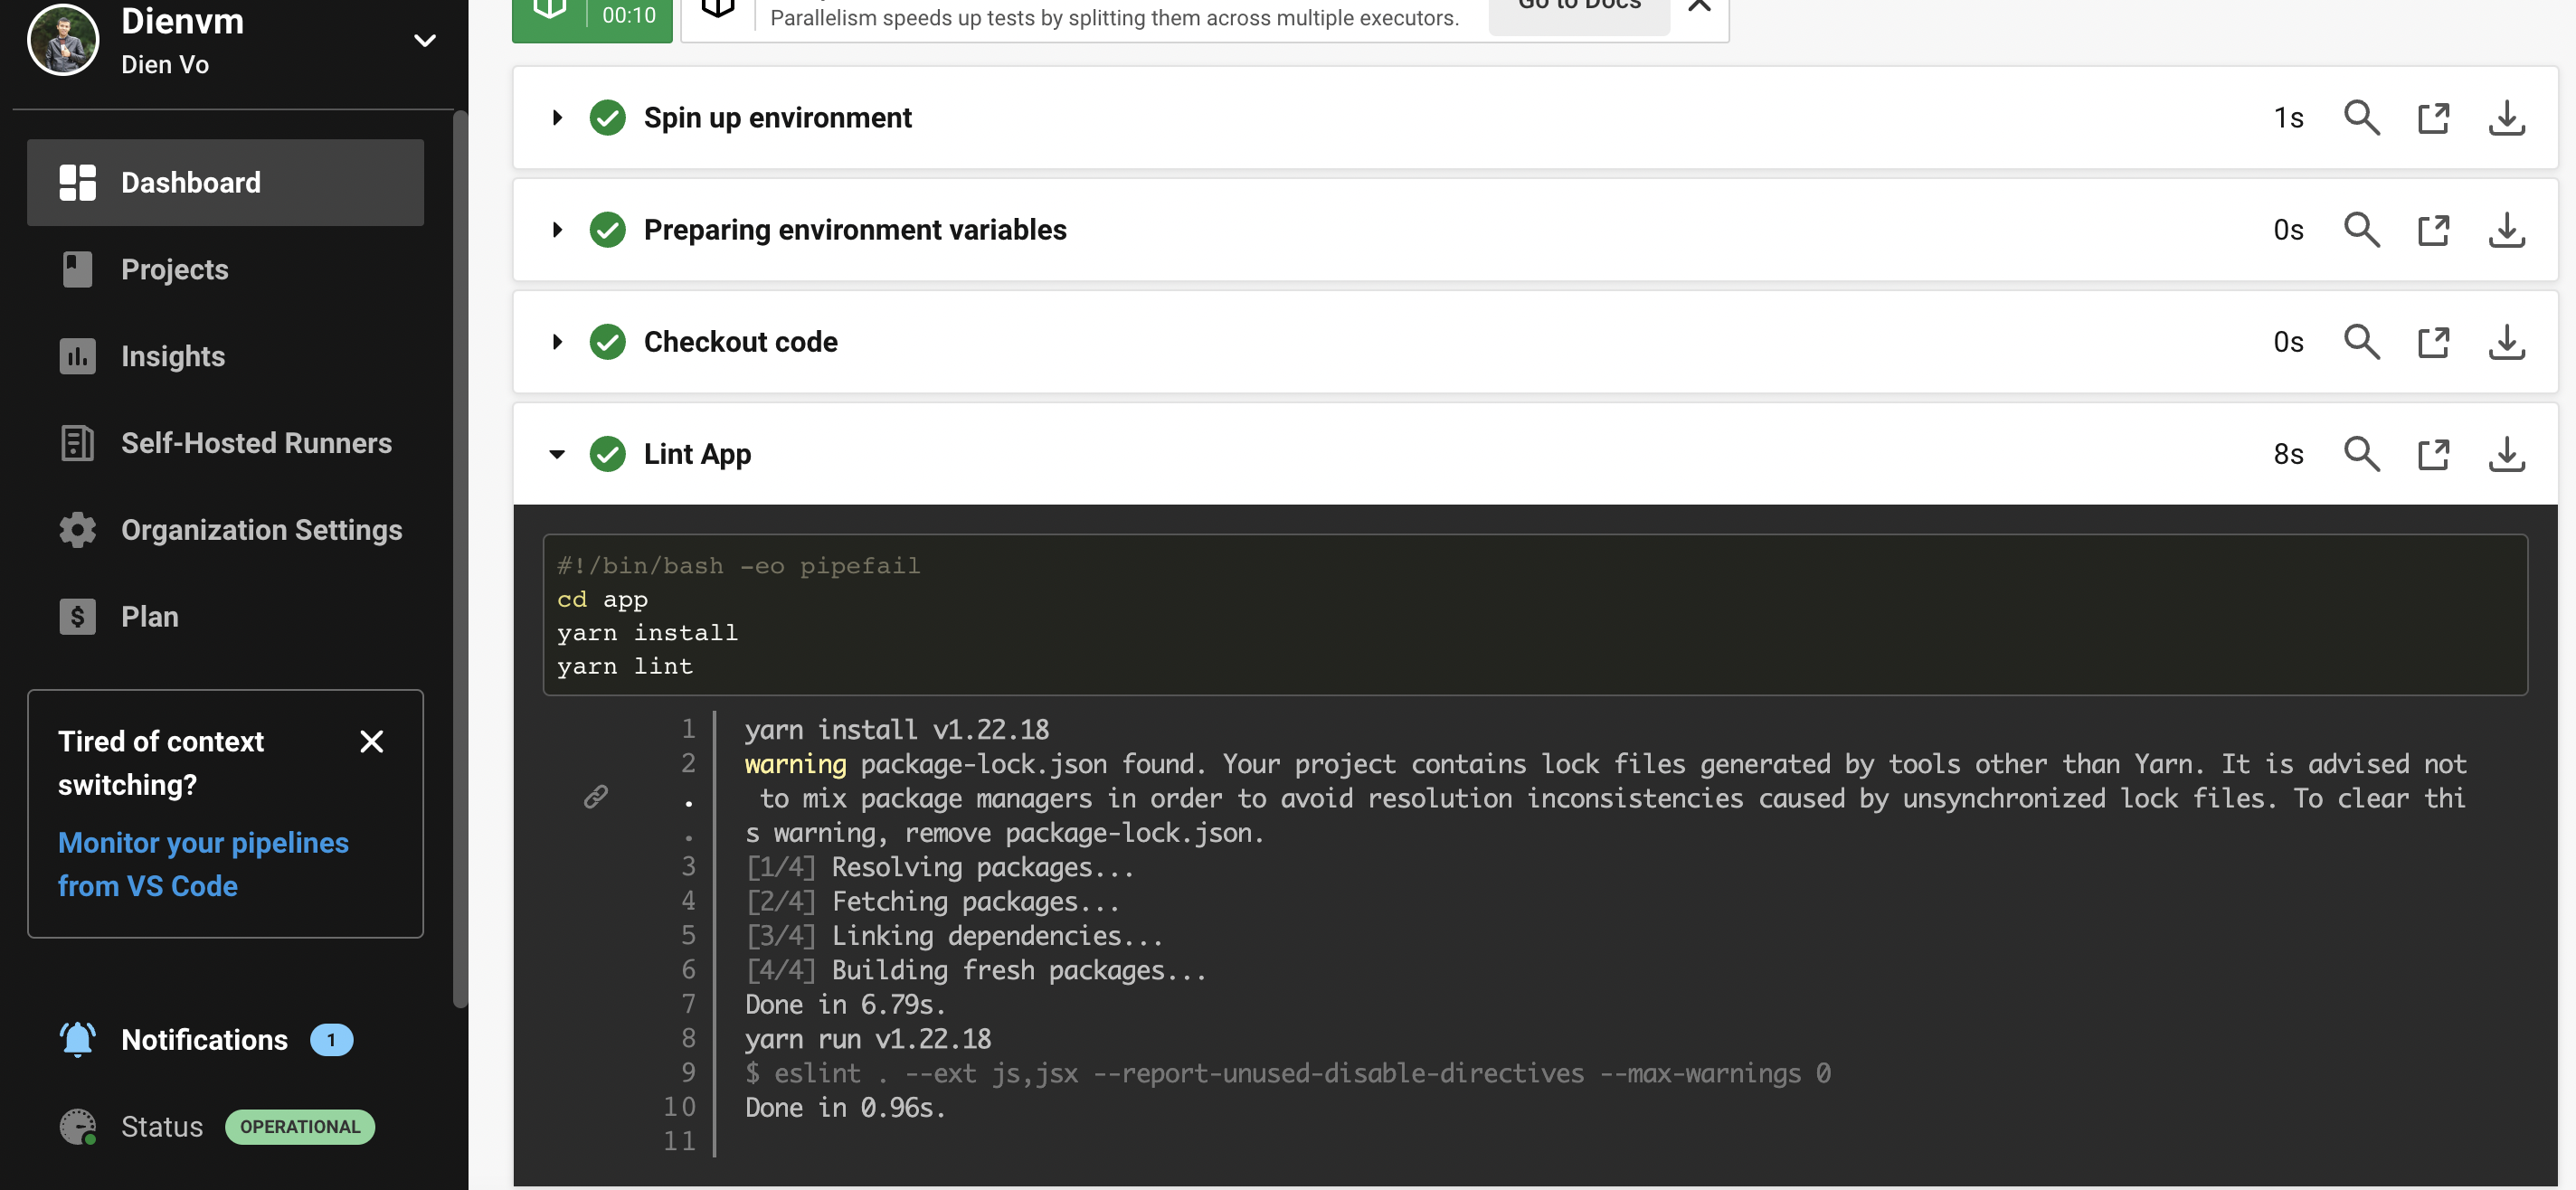 Dienvm
Dien Vo
Dashboard
Projects
Insights
Self-Hosted Runners
Organization Settings
Plan
Tired of context
switching?
Monitor your pipelines
from VS Code
Notifications 1
Status OPERATIONAL
00:10
Parallelism speeds up tests by splitting them across multiple executors.
Go to Docs
Spin up environment 1s
Preparing environment variables 0s
Checkout code 0s
Lint App 8s
#!/bin/bash -eo pipefail
cd app
yarn install
yarn lint
1 yarn install v1.22.18
2 warning package-lock.json found. Your project contains lock files generated by tools other than Yarn. It is advised not
. to mix package managers in order to avoid resolution inconsistencies caused by unsynchronized lock files. To clear thi
. s warning, remove package-lock.json.
3 [1/4] Resolving packages...
4 [2/4] Fetching packages...
5 [3/4] Linking dependencies...
6 [4/4] Building fresh packages...
7 Done in 6.79s.
8 yarn run v1.22.18
9 $ eslint . --ext js,jsx --report-unused-disable-directives --max-warnings 0
10 Done in 0.96s.
11